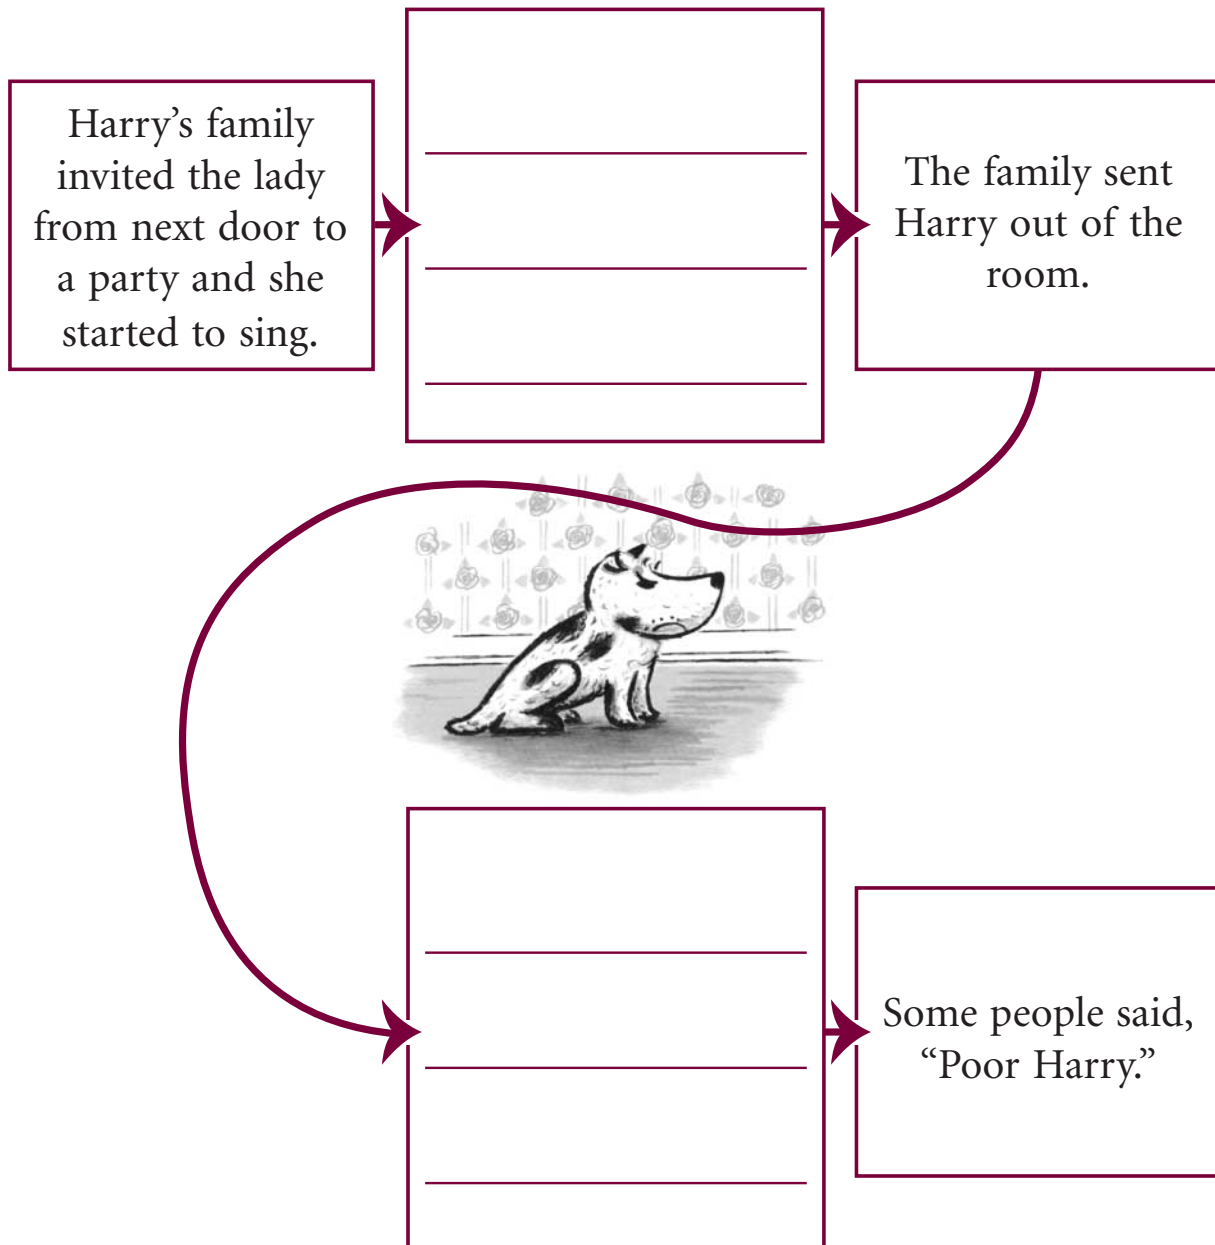 Harry’s family
invited the lady
from next door to
a party and she
started to sing.
The family sent
Harry out of the
room.
Some people said,
“Poor Harry.”